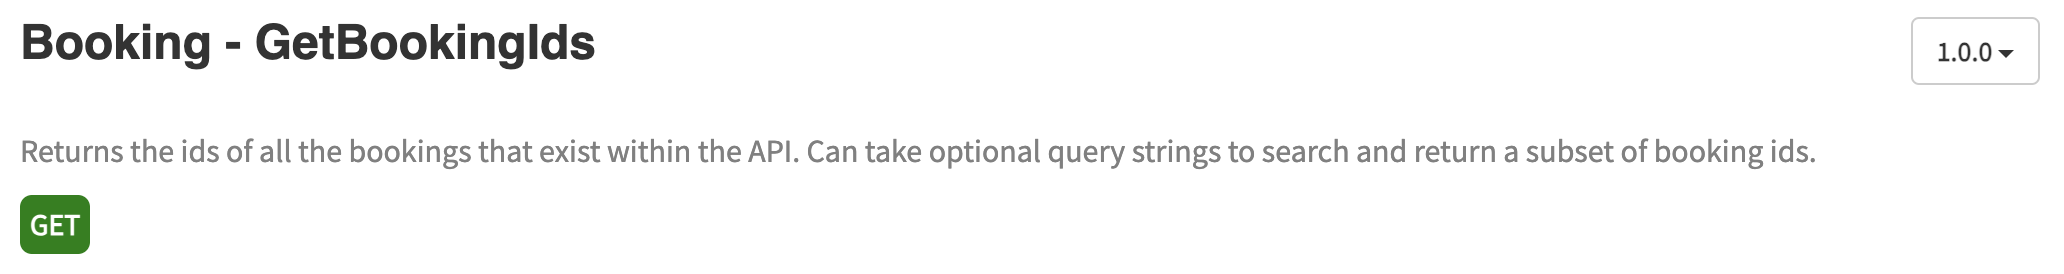 Booking - GetBookingIds
1.0.0
Returns the ids of all the bookings that exist within the API. Can take optional query strings to search and return a subset of booking ids.
GET